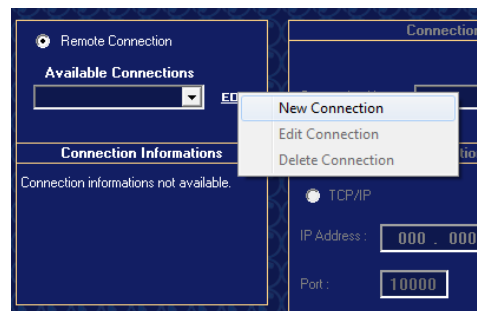 Remote Connection
Available Connections
New Connection
Edit Connection
Delete Connection
Connection Informations
Connection informations not available.
Connection
TCP/IP
IP Address :
000 . 000
Port :
10000